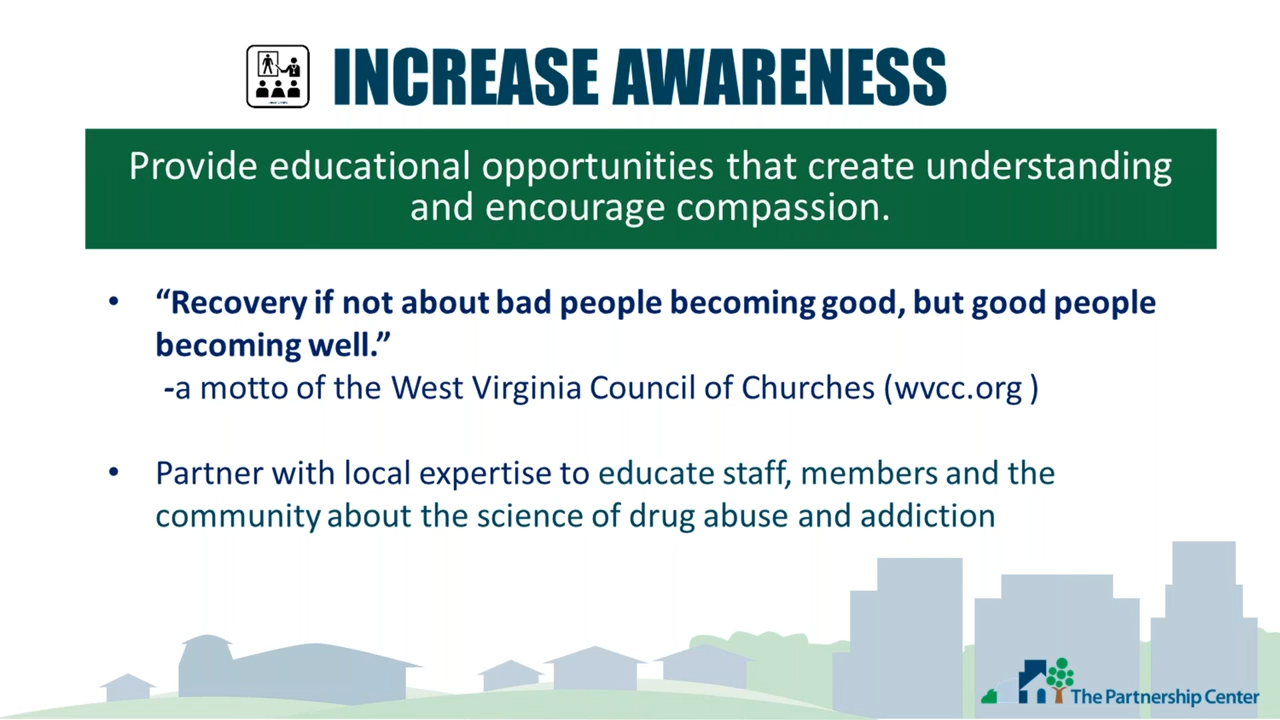 INCREASE AWARENESS
Provide educational opportunities that create understanding
and encourage compassion.
• “Recovery if not about bad people becoming good, but good people
becoming well.”
-a motto of the West Virginia Council of Churches (wvcc.org )
• Partner with local expertise to educate staff, members and the
community about the science of drug abuse and addiction
The Partnership Center